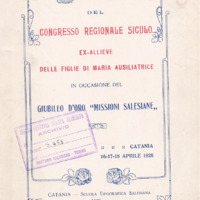 DEL
CONGRESSO REGIONALE SICULO
EX-ALLIEVE
DELLE FIGLIE DI MARIA AUSILIATRICE
IN OCCASIONE DEL
GIUBILEO D'ORO "MISSIONI SALESIANE"
CATANIA
16-17-18 APRILE 1926
CATANIA - SCUOLA TIPOGRAFICA SALESIANA